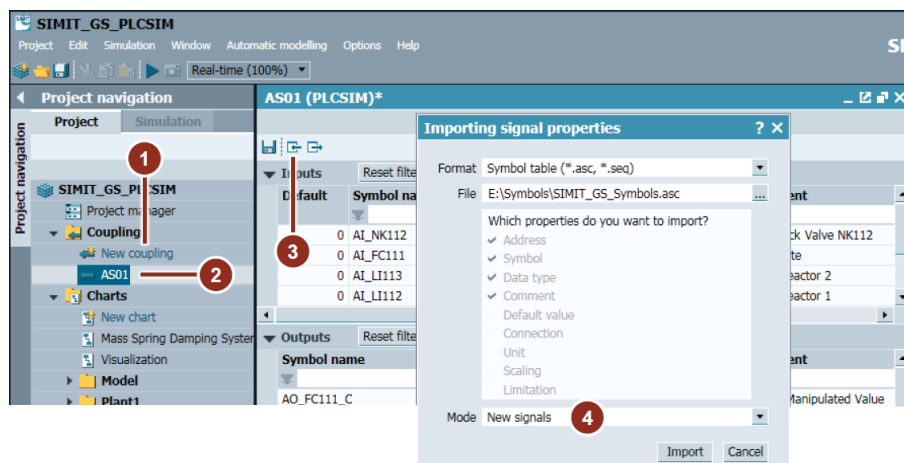 SIMIT_GS_PLCSIM
Project Edit Simulation Window Automatic modelling Options Help
SI
Real-time (100%)
Project navigation
Project Simulation
Project navigation
1
SIMIT_GS_PLCSIM
Project manager
Coupling
New coupling
AS01
2
Charts
New chart
Mass Spring Damping Syster
Visualization
Model
Plant1
AS01 (PLCSIM)*
3
Inputs Reset filte
Default Symbol na
0 AI_NK112
0 AI_FC111
0 AI_LI113
0 AI_LI112
Outputs Reset filte
Symbol name
AO_FC111_C
Importing signal properties ? ×
Format Symbol table (*.asc, *.seq)
File E:\Symbols\SIMIT_GS_Symbols.asc ...
Which properties do you want to import?
Address
Symbol
Data type
Comment
Default value
Connection
Unit
Scaling
Limitation
Mode New signals
4
Import Cancel
ent
ck Valve NK112
te
eactor 2
eactor 1
ent
Manipulated Value